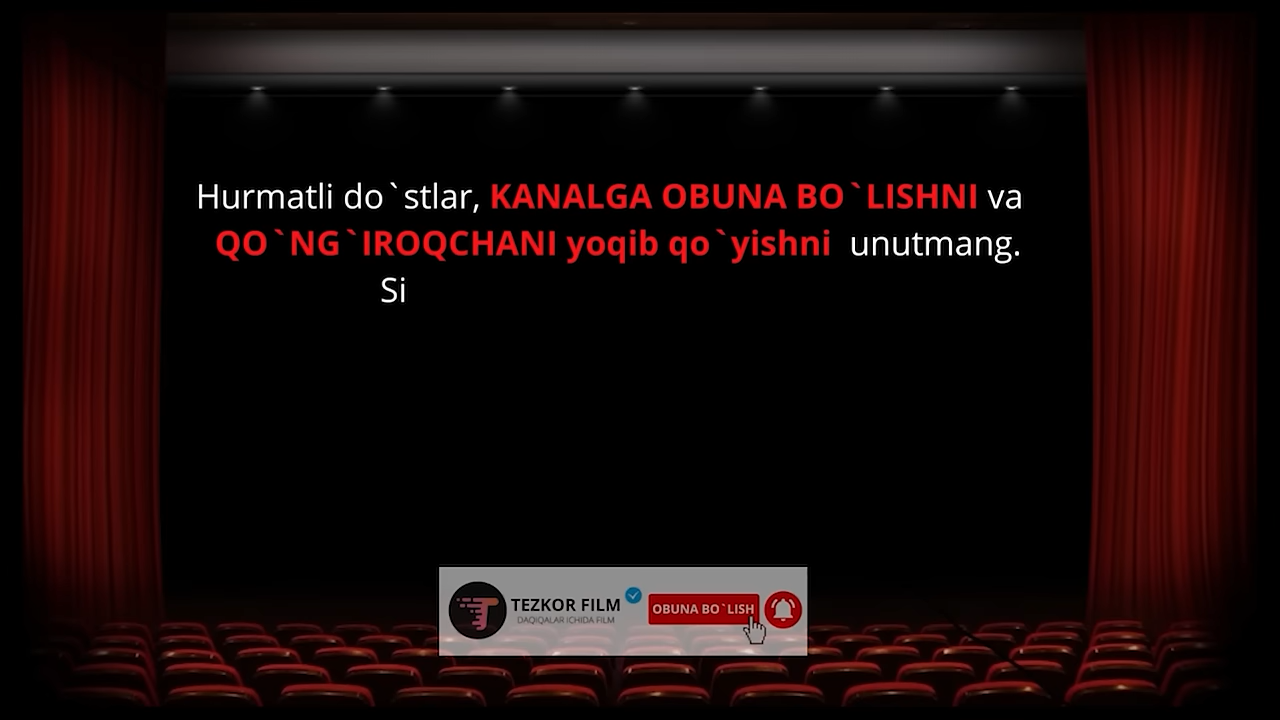 Hurmatli do`stlar, KANALGA OBUNA BO`LISHNI va
QO`NG`IROQCHANI yoqib qo`yishni unutmang.
Si
TEZKOR FILM
DAQIQALAR ICHIDA FILM
OBUNA BO`LISH